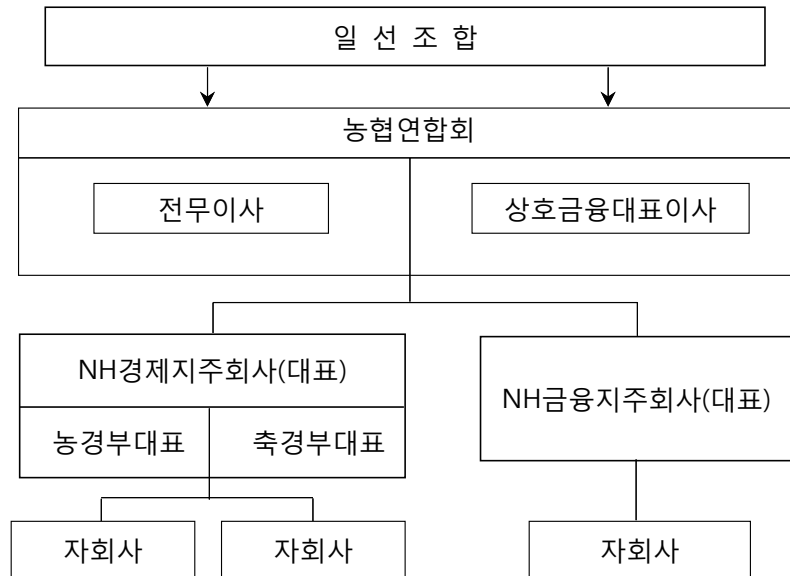 일 선 조 합
농협연합회
전무이사
상호금융대표이사
NH경제지주회사(대표)
NH금융지주회사(대표)
농경부대표
축경부대표
자회사
자회사
자회사